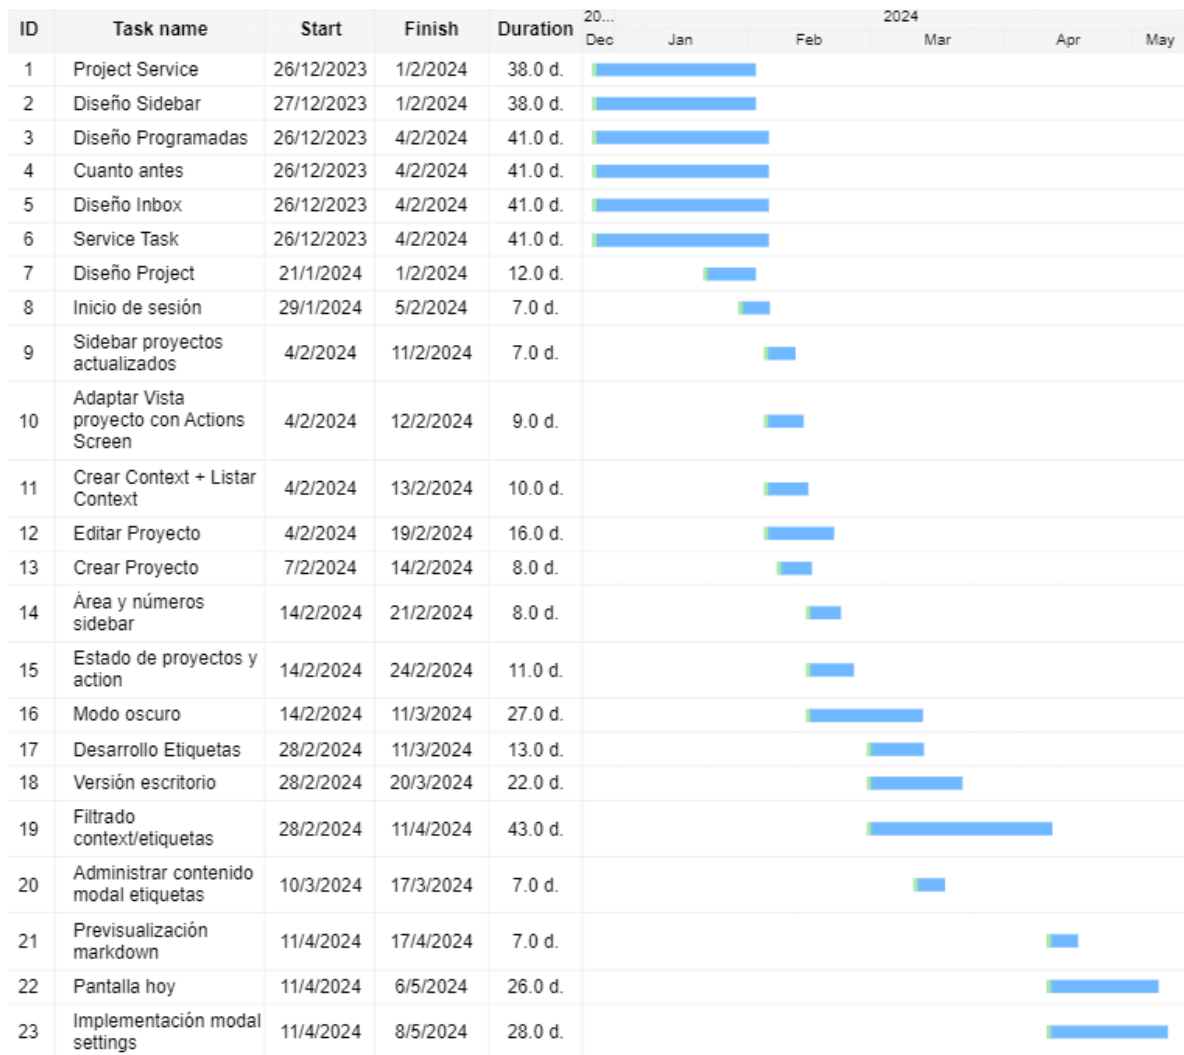 20... 2024
ID Task name Start Finish Duration Dec Jan Feb Mar Apr May
1 Project Service 26/12/2023 1/2/2024 38.0 d.
2 Diseño Sidebar 27/12/2023 1/2/2024 38.0 d.
3 Diseño Programadas 26/12/2023 4/2/2024 41.0 d.
4 Cuanto antes 26/12/2023 4/2/2024 41.0 d.
5 Diseño Inbox 26/12/2023 4/2/2024 41.0 d.
6 Service Task 26/12/2023 4/2/2024 41.0 d.
7 Diseño Project 21/1/2024 1/2/2024 12.0 d.
8 Inicio de sesión 29/1/2024 5/2/2024 7.0 d.
9 Sidebar proyectos
actualizados 4/2/2024 11/2/2024 7.0 d.
10 Adaptar Vista
proyecto con Actions
Screen 4/2/2024 12/2/2024 9.0 d.
11 Crear Context + Listar
Context 4/2/2024 13/2/2024 10.0 d.
12 Editar Proyecto 4/2/2024 19/2/2024 16.0 d.
13 Crear Proyecto 7/2/2024 14/2/2024 8.0 d.
14 Área y números
sidebar 14/2/2024 21/2/2024 8.0 d.
15 Estado de proyectos y
action 14/2/2024 24/2/2024 11.0 d.
16 Modo oscuro 14/2/2024 11/3/2024 27.0 d.
17 Desarrollo Etiquetas 28/2/2024 11/3/2024 13.0 d.
18 Versión escritorio 28/2/2024 20/3/2024 22.0 d.
19 Filtrado
context/etiquetas 28/2/2024 11/4/2024 43.0 d.
20 Administrar contenido
modal etiquetas 10/3/2024 17/3/2024 7.0 d.
21 Previsualización
markdown 11/4/2024 17/4/2024 7.0 d.
22 Pantalla hoy 11/4/2024 6/5/2024 26.0 d.
23 Implementación modal
settings 11/4/2024 8/5/2024 28.0 d.